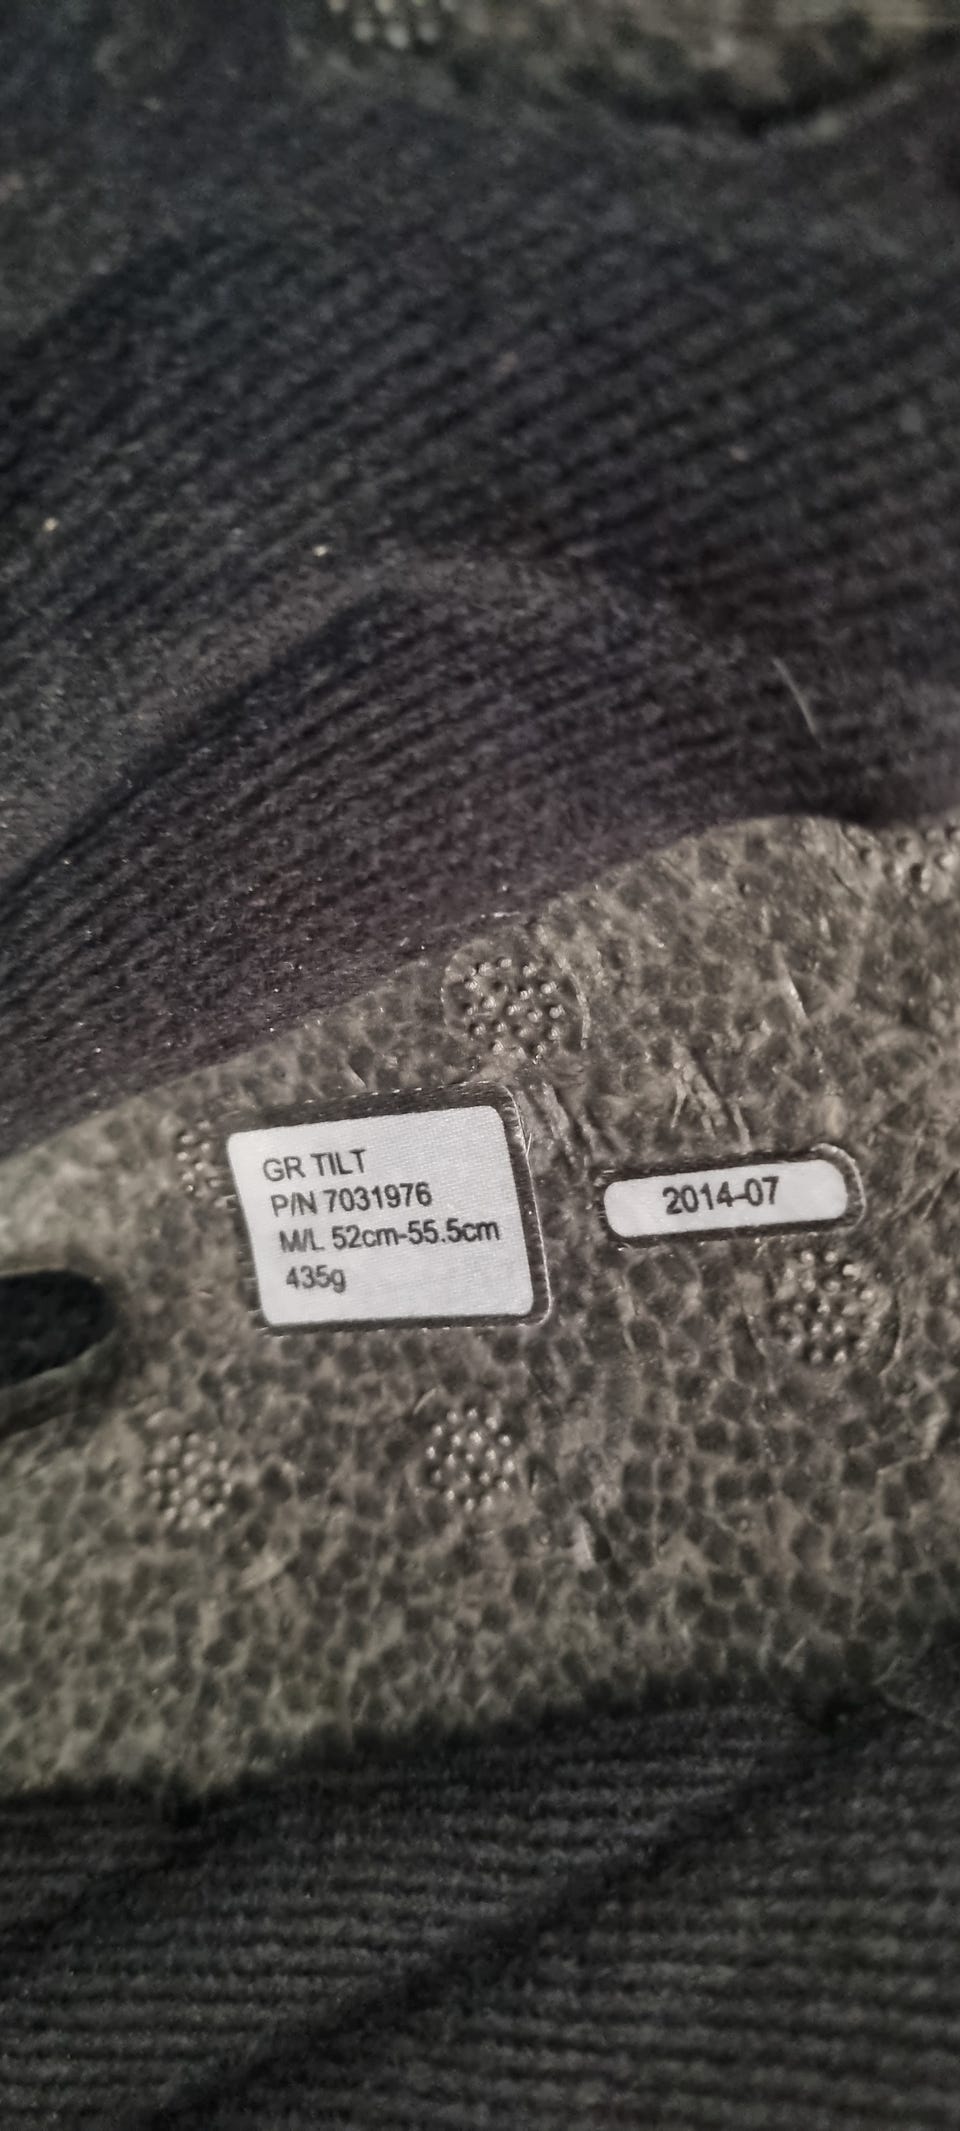 GR TILT
P/N 7031976
M/L 52cm-55.5cm
435g
2014-07